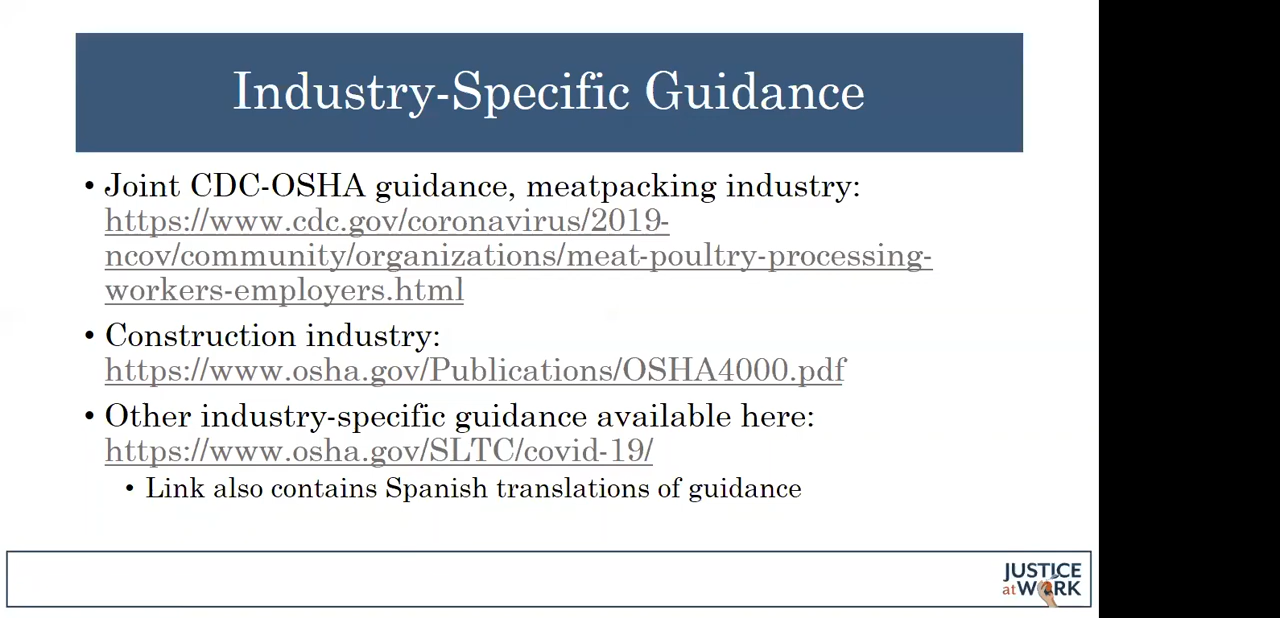 Industry-Specific Guidance
• Joint CDC-OSHA guidance, meatpacking industry:
https://www.cdc.gov/coronavirus/2019-
ncov/community/organizations/meat-poultry-processing-
workers-employers.html
• Construction industry:
https://www.osha.gov/Publications/OSHA4000.pdf
• Other industry-specific guidance available here:
https://www.osha.gov/SLTC/covid-19/
• Link also contains Spanish translations of guidance
JUSTICE
at WORK